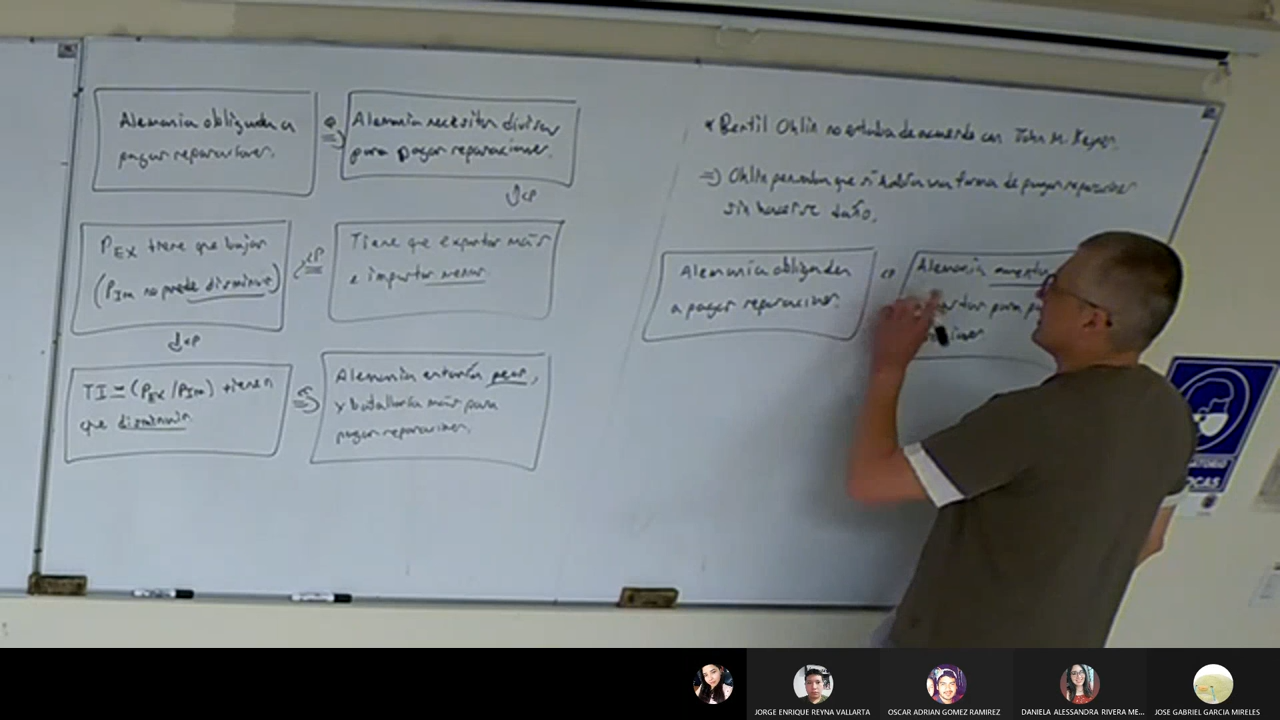 Alemania obligada a
pagar reparaciones.
Alemania necesita divisas
para pagar reparaciones.
Tiene que exportar más
e importar menos.
P_EX tiene que bajar
(P_IM no puede disminuir)
TI = (P_EX / P_IM) tienen
que disminuir.
Alemania estaría peor,
y batallaría más para
pagar reparaciones.
* Bertil Ohlin no estaba de acuerdo con John M. Keynes.
=> Ohlin pensaba que sí había una forma de pagar reparaciones
sin hacerse daño.
Alemania obligada
a pagar reparaciones.
Alemania
para
JORGE ENRIQUE REYNA VALLARTA
OSCAR ADRIAN GOMEZ RAMIREZ
DANIELA ALESSANDRA RIVERA ME...
JOSE GABRIEL GARCIA MIRELES